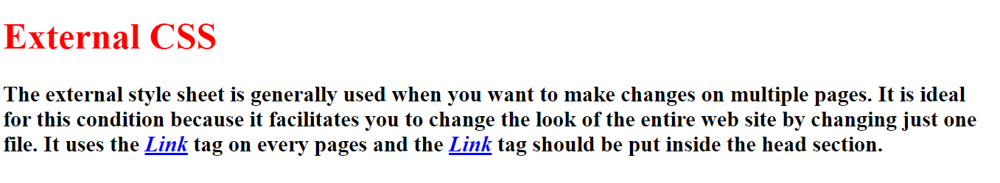 External CSS
The external style sheet is generally used when you want to make changes on multiple pages. It is ideal
for this condition because it facilitates you to change the look of the entire web site by changing just one
file. It uses the Link tag on every pages and the Link tag should be put inside the head section.